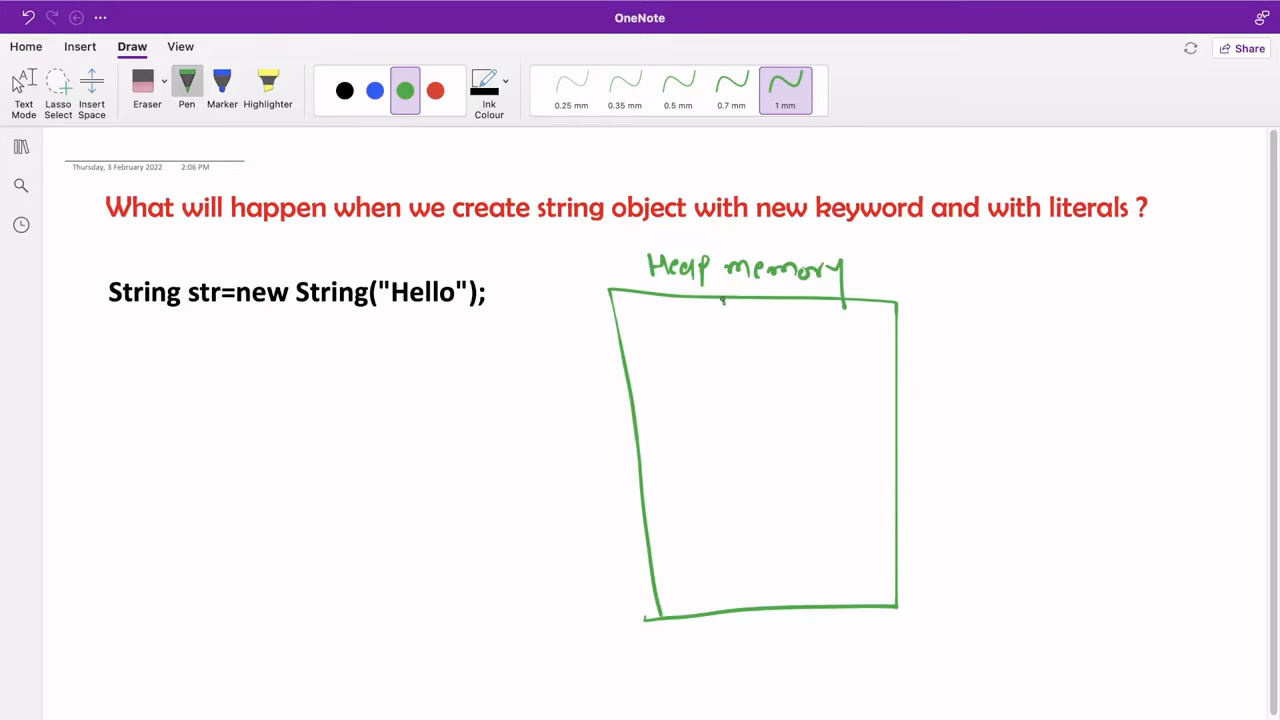 OneNote
Home Insert Draw View
Share
Text Mode
Lasso Select
Insert Space
Eraser
Pen
Marker
Highlighter
Ink Colour
0.25 mm
0.35 mm
0.5 mm
0.7 mm
1 mm
Thursday, 3 February 2022 2:06 PM
What will happen when we create string object with new keyword and with literals ?
Heap memory
String str=new String("Hello");